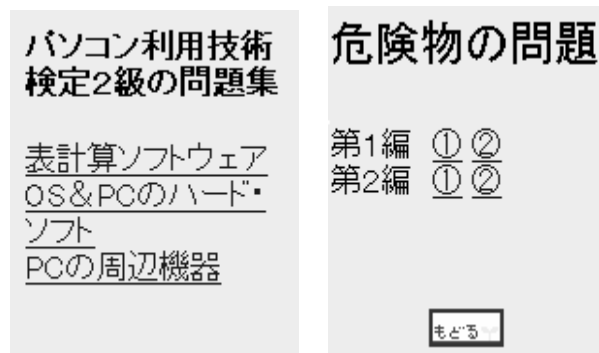 パソコン利用技術
検定2級の問題集
表計算ソフトウェア
OS&PCのハード・
ソフト
PCの周辺機器
危険物の問題
第1編 ① ②
第2編 ① ②
もどる